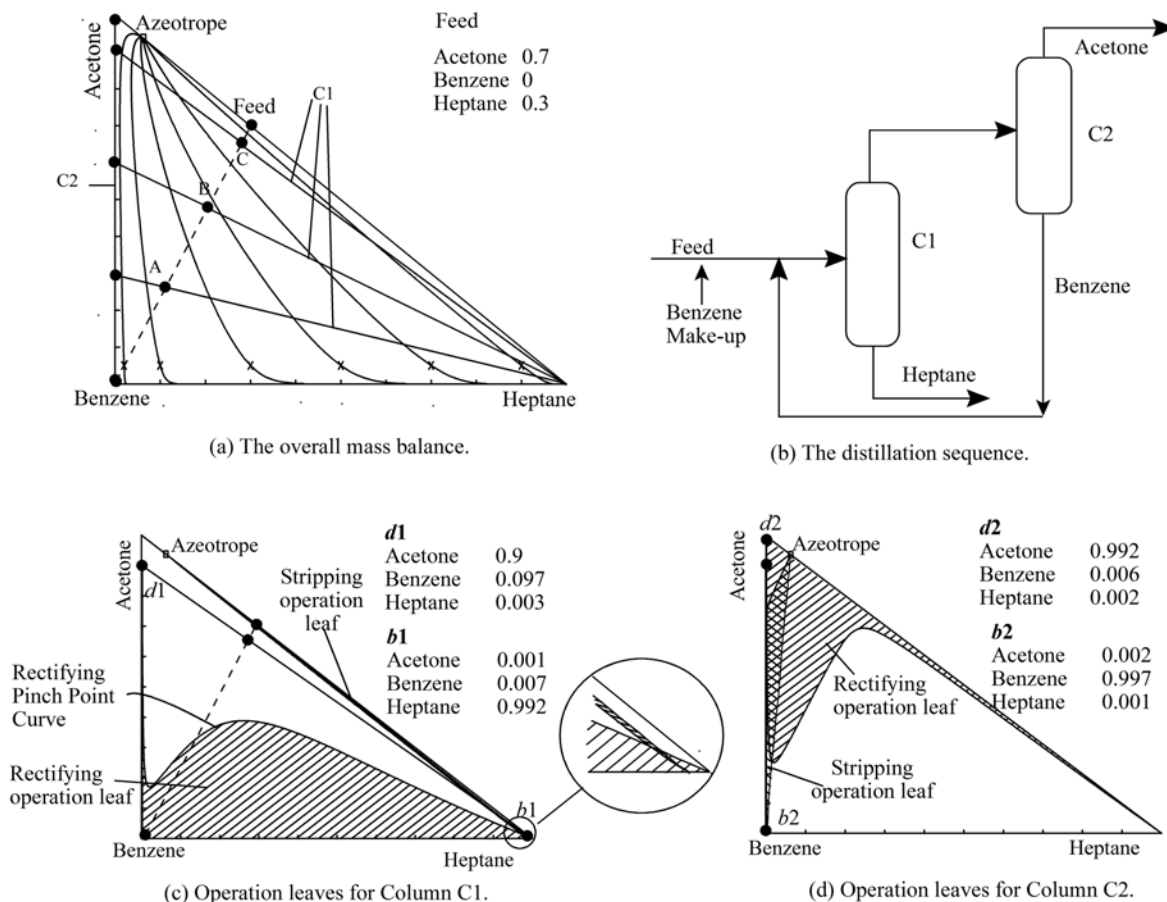 Azeotrope
Feed
Acetone 0.7
Benzene 0
Heptane 0.3
Acetone
C1
Feed
C
C2
B
A
Benzene
Heptane
(a) The overall mass balance.
Acetone
C2
C1
Feed
Benzene
Make-up
Benzene
Heptane
(b) The distillation sequence.
Azeotrope
Acetone
d1
d1
Acetone 0.9
Benzene 0.097
Heptane 0.003
b1
Acetone 0.001
Benzene 0.007
Heptane 0.992
Stripping
operation
leaf
Rectifying
Pinch Point
Curve
Rectifying
operation leaf
b1
Benzene
Heptane
(c) Operation leaves for Column C1.
d2
Azeotrope
Acetone
d2
Acetone 0.992
Benzene 0.006
Heptane 0.002
b2
Acetone 0.002
Benzene 0.997
Heptane 0.001
Rectifying
operation leaf
Stripping
operation leaf
b2
Benzene
Heptane
(d) Operation leaves for Column C2.